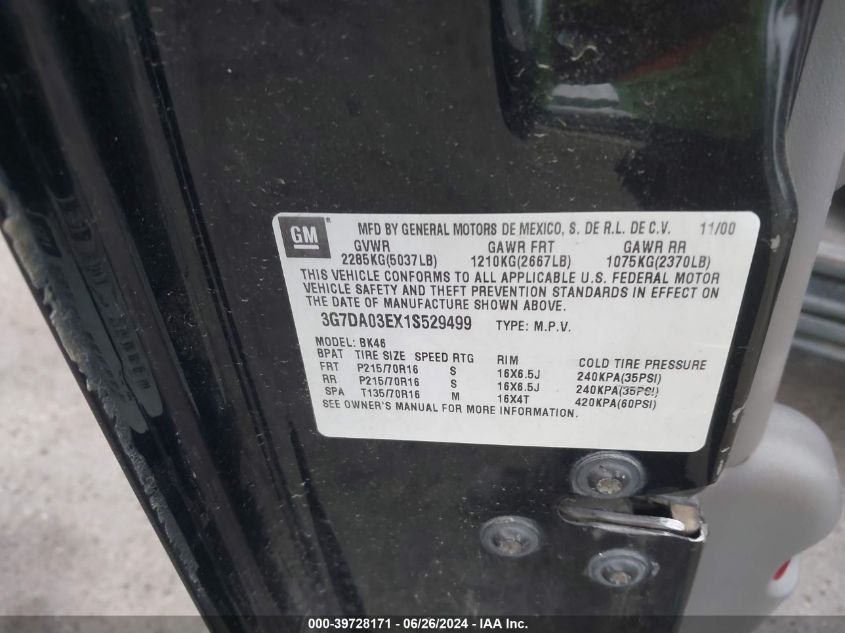 GM ® MFD BY GENERAL MOTORS DE MEXICO, S. DE R.L. DE C.V. 11/00
GVWR GAWR FRT GAWR RR
2285KG(5037LB) 1210KG(2667LB) 1075KG(2370LB)
THIS VEHICLE CONFORMS TO ALL APPLICABLE U.S. FEDERAL MOTOR
VEHICLE SAFETY AND THEFT PREVENTION STANDARDS IN EFFECT ON
THE DATE OF MANUFACTURE SHOWN ABOVE.
3G7DA03EX1S529499 TYPE: M.P.V.
MODEL: BK46
BPAT TIRE SIZE SPEED RTG RIM COLD TIRE PRESSURE
FRT P215/70R16 S 16X6.5J 240KPA(35PSI)
RR P215/70R16 S 16X6.5J 240KPA(35PSI)
SPA T135/70R16 M 16X4T 420KPA(60PSI)
SEE OWNER'S MANUAL FOR MORE INFORMATION.
000-39728171 / 06/26/2024 / IAA Inc.